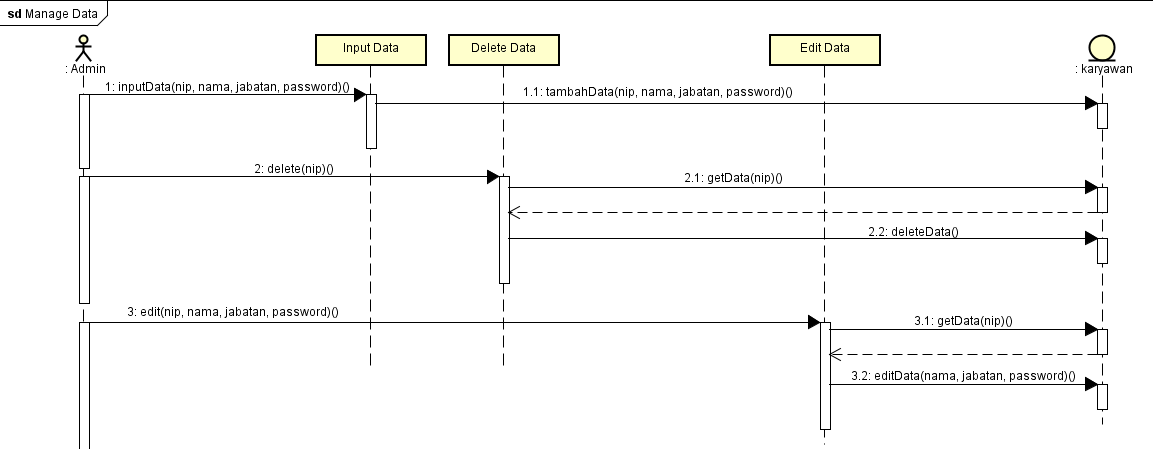 sd Manage Data
Input Data
Delete Data
Edit Data
: Admin
: karyawan
1: inputData(nip, nama, jabatan, password)()
1.1: tambahData(nip, nama, jabatan, password)()
2: delete(nip)()
2.1: getData(nip)()
2.2: deleteData()
3: edit(nip, nama, jabatan, password)()
3.1: getData(nip)()
3.2: editData(nama, jabatan, password)()